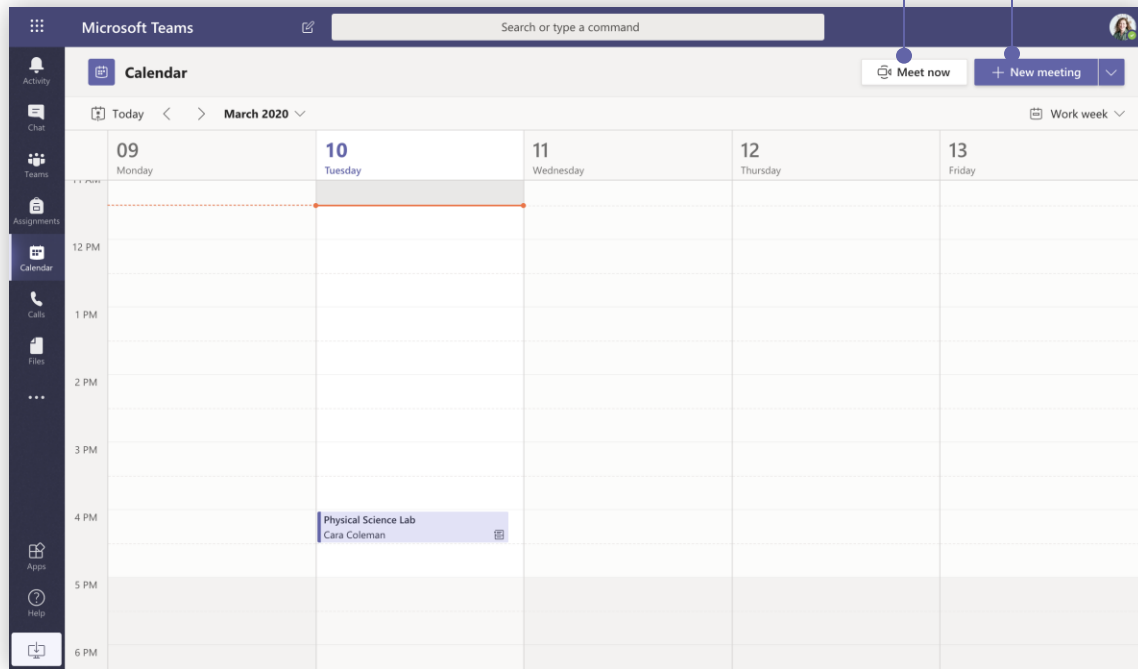 Microsoft Teams
Search or type a command
Activity
Chat
Teams
Assignments
Calendar
Calls
Files
Apps
Help
Calendar
Meet now
New meeting
Today
March 2020
Work week
09
Monday
10
Tuesday
11
Wednesday
12
Thursday
13
Friday
11 AM
12 PM
1 PM
2 PM
3 PM
4 PM
Physical Science Lab
Cara Coleman
5 PM
6 PM